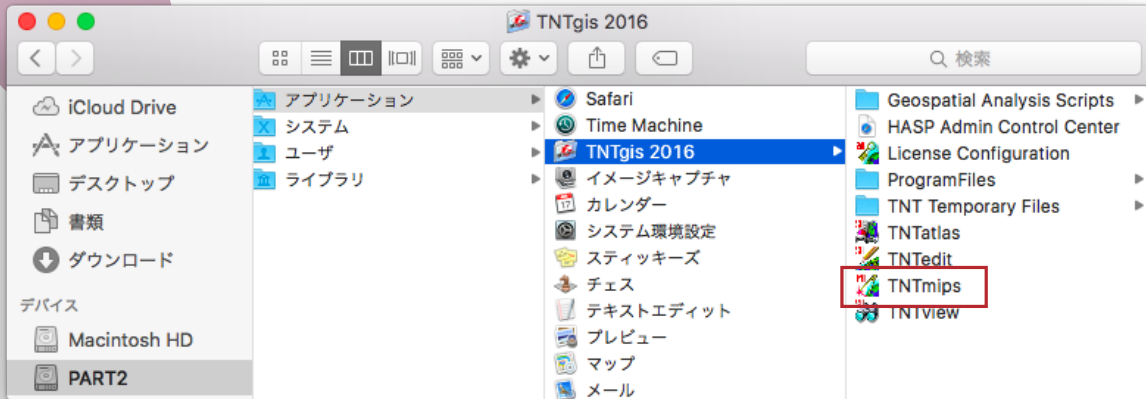 TNTgis 2016
検索
iCloud Drive
アプリケーション
デスクトップ
書類
ダウンロード
デバイス
Macintosh HD
PART2
アプリケーション
システム
ユーザ
ライブラリ
Safari
Time Machine
TNTgis 2016
イメージキャプチャ
カレンダー
システム環境設定
スティッキーズ
チェス
テキストエディット
プレビュー
マップ
メール
Geospatial Analysis Scripts
HASP Admin Control Center
License Configuration
ProgramFiles
TNT Temporary Files
TNTatlas
TNTedit
TNTmips
TNTview